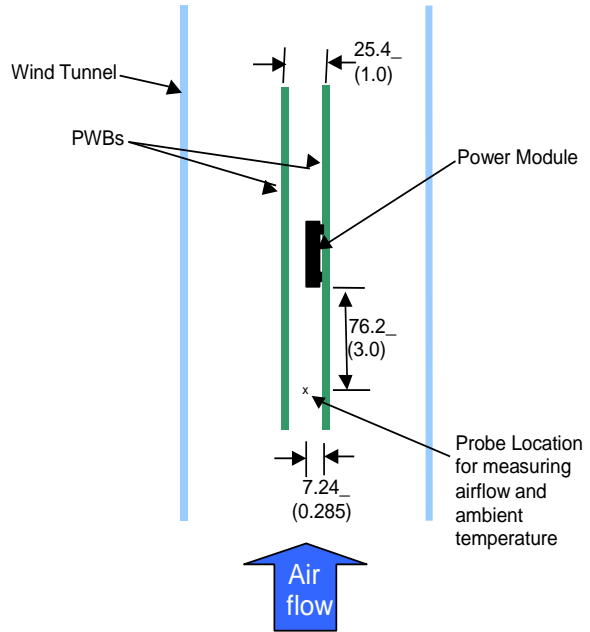 25.4_
(1.0)
Wind Tunnel
PWBs
Power Module
76.2_
(3.0)
x
Probe Location
for measuring
airflow and
ambient
temperature
7.24_
(0.285)
Air
flow